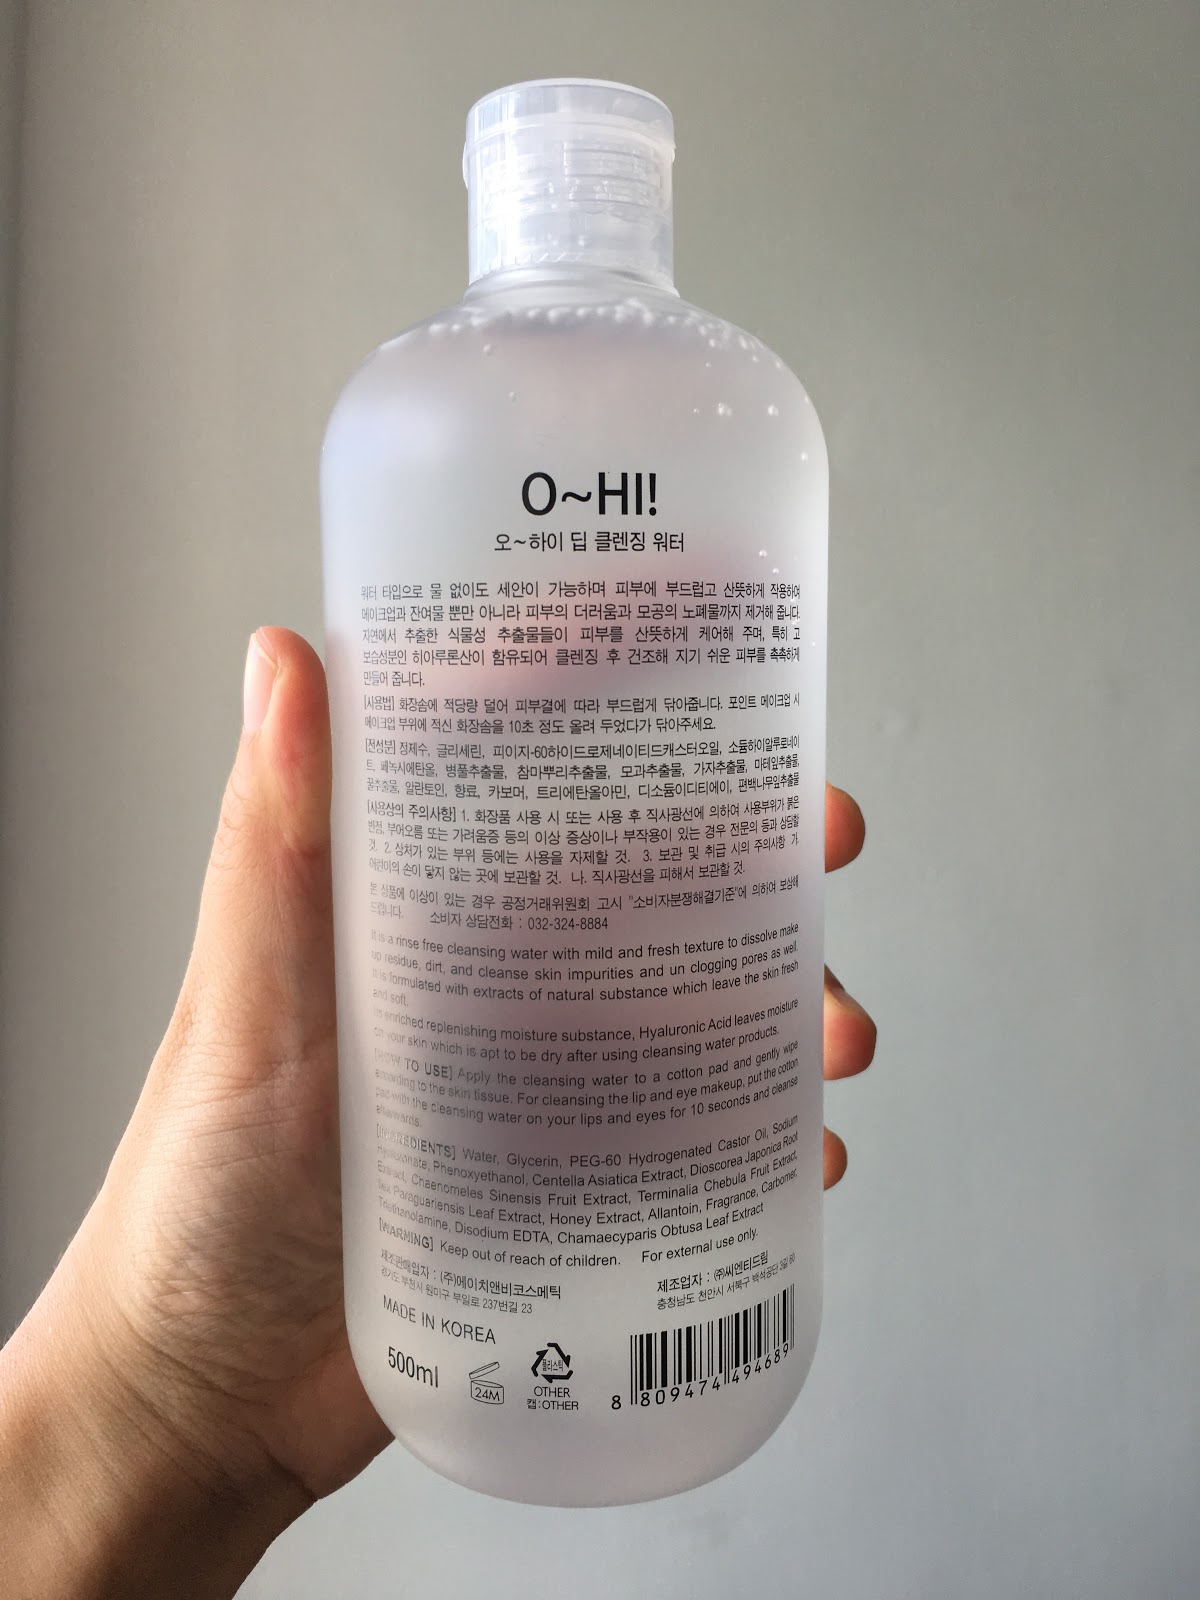 O~HI!
오~하이 딥 클렌징 워터
워터 타입으로 물 없이도 세안이 가능하며 피부에 부드럽고 산뜻하게 작용하여
메이크업과 잔여물 뿐만 아니라 피부의 더러움과 모공의 노폐물까지 제거해 줍니다.
자연에서 추출한 식물성 추출물들이 피부를 산뜻하게 케어해 주며, 특히 고
보습성분인 히아루론산이 함유되어 클렌징 후 건조해 지기 쉬운 피부를 촉촉하게
만들어 줍니다.
[사용법] 화장솜에 적당량 덜어 피부결에 따라 부드럽게 닦아줍니다. 포인트 메이크업 시
메이크업 부위에 적신 화장솜을 10초 정도 올려 두었다가 닦아주세요.
[전성분] 정제수, 글리세린, 피이지-60하이드로제네이티드캐스터오일, 소듐하이알루로네이
트, 페녹시에탄올, 병풀추출물, 참마뿌리추출물, 모과추출물, 가자추출물, 마테잎추출물,
꿀추출물, 알란토인, 향료, 카보머, 트리에탄올아민, 디소듐이디티에이, 편백나무잎추출물
[사용상의 주의사항] 1. 화장품 사용 시 또는 사용 후 직사광선에 의하여 사용부위가 붉은
반점, 부어오름 또는 가려움증 등의 이상 증상이나 부작용이 있는 경우 전문의 등과 상담할
것. 2. 상처가 있는 부위 등에는 사용을 자제할 것. 3. 보관 및 취급 시의 주의사항 가.
어린이의 손이 닿지 않는 곳에 보관할 것. 나. 직사광선을 피해서 보관할 것.
본 상품에 이상이 있는 경우 공정거래위원회 고시 "소비자분쟁해결기준"에 의하여 보상해
드립니다. 소비자 상담전화 : 032-324-8884
It is a rinse free cleansing water with mild and fresh texture to dissolve make
up residue, dirt, and cleanse skin impurities and un clogging pores as well.
It is formulated with extracts of natural substance which leave the skin fresh
and soft.
Its enriched replenishing moisture substance, Hyaluronic Acid leaves moisture
on your skin which is apt to be dry after using cleansing water products.
[HOW TO USE] Apply the cleansing water to a cotton pad and gently wipe
according to the skin tissue. For cleansing the lip and eye makeup, put the cotton
pad with the cleansing water on your lips and eyes for 10 seconds and cleanse
afterwards.
[INGREDIENTS] Water, Glycerin, PEG-60 Hydrogenated Castor Oil, Sodium
Hyaluronate, Phenoxyethanol, Centella Asiatica Extract, Dioscorea Japonica Root
Extract, Chaenomeles Sinensis Fruit Extract, Terminalia Chebula Fruit Extract,
Ilex Paraguariensis Leaf Extract, Honey Extract, Allantoin, Fragrance, Carbomer,
Triethanolamine, Disodium EDTA, Chamaecyparis Obtusa Leaf Extract
[WARNING] Keep out of reach of children. For external use only.
제조판매업자 : (주)에이치앤비코스메틱
경기도 부천시 원미구 부일로 237번길 23
제조업자 : ㈜씨엔티드림
충청남도 천안시 서북구 백석공단 3길 60
MADE IN KOREA
500ml
24M
플라스틱
OTHER
캡:OTHER
8 809474 494689